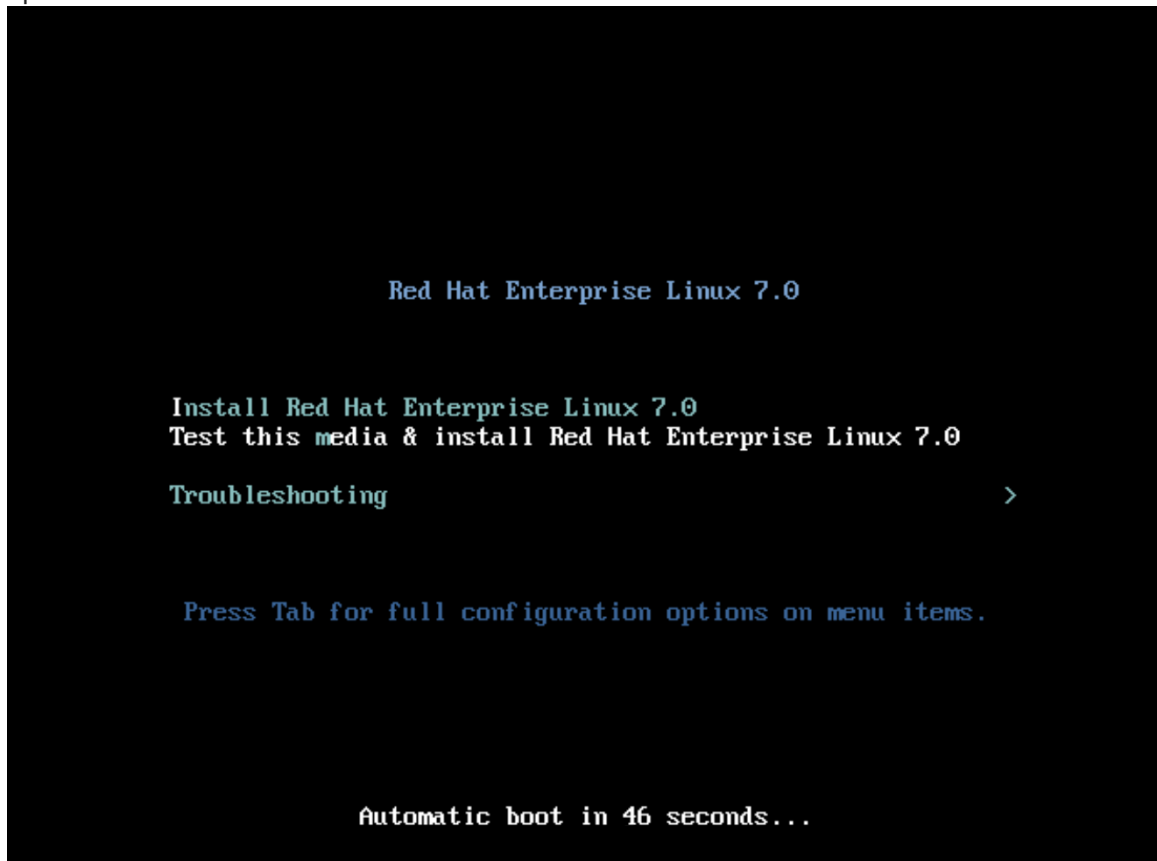 Red Hat Enterprise Linux 7.0
Install Red Hat Enterprise Linux 7.0
Test this media & install Red Hat Enterprise Linux 7.0
Troubleshooting >
Press Tab for full configuration options on menu items.
Automatic boot in 46 seconds...